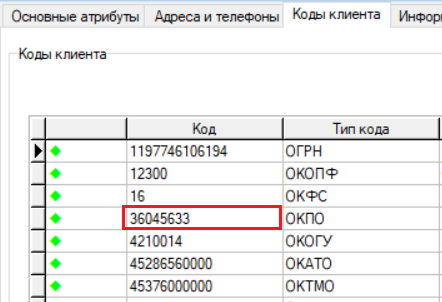 Основные атрибуты Адреса и телефоны Коды клиента Инфор
Коды клиента
Код Тип кода
1197746106194 ОГРН
12300 ОКОПФ
16 ОКФС
36045633 ОКПО
4210014 ОКОГУ
45286560000 ОКАТО
45376000000 ОКТМО